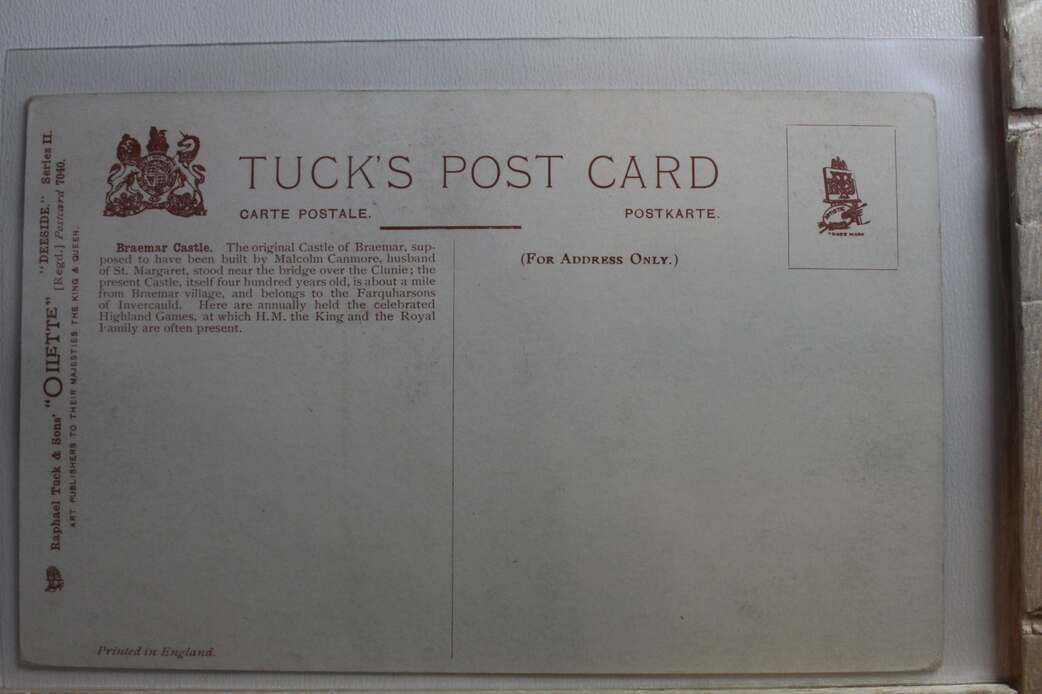 TUCK'S POST CARD
CARTE POSTALE.
POSTKARTE.
(FOR ADDRESS ONLY.)
Braemar Castle. The original Castle of Braemar, sup-
posed to have been built by Malcolm Canmore, husband
of St. Margaret, stood near the bridge over the Clunie; the
present Castle, itself four hundred years old, is about a mile
from Braemar village, and belongs to the Farquharsons
of Invercauld. Here are annually held the celebrated
Highland Games, at which H.M. the King and the Royal
Family are often present.
Raphael Tuck & Sons' "OILETTE" "DEESIDE." Series II.
[Regd.] Postcard 7040.
ART PUBLISHERS TO THEIR MAJESTIES THE KING & QUEEN.
TRADE MARK
Printed in England.